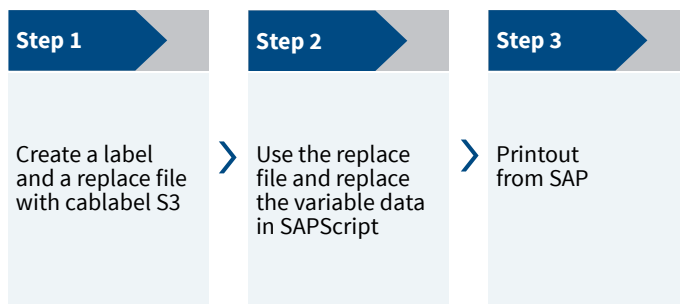 Step 1
Create a label
and a replace file
with cablabel S3
Step 2
Use the replace
file and replace
the variable data
in SAPScript
Step 3
Printout
from SAP